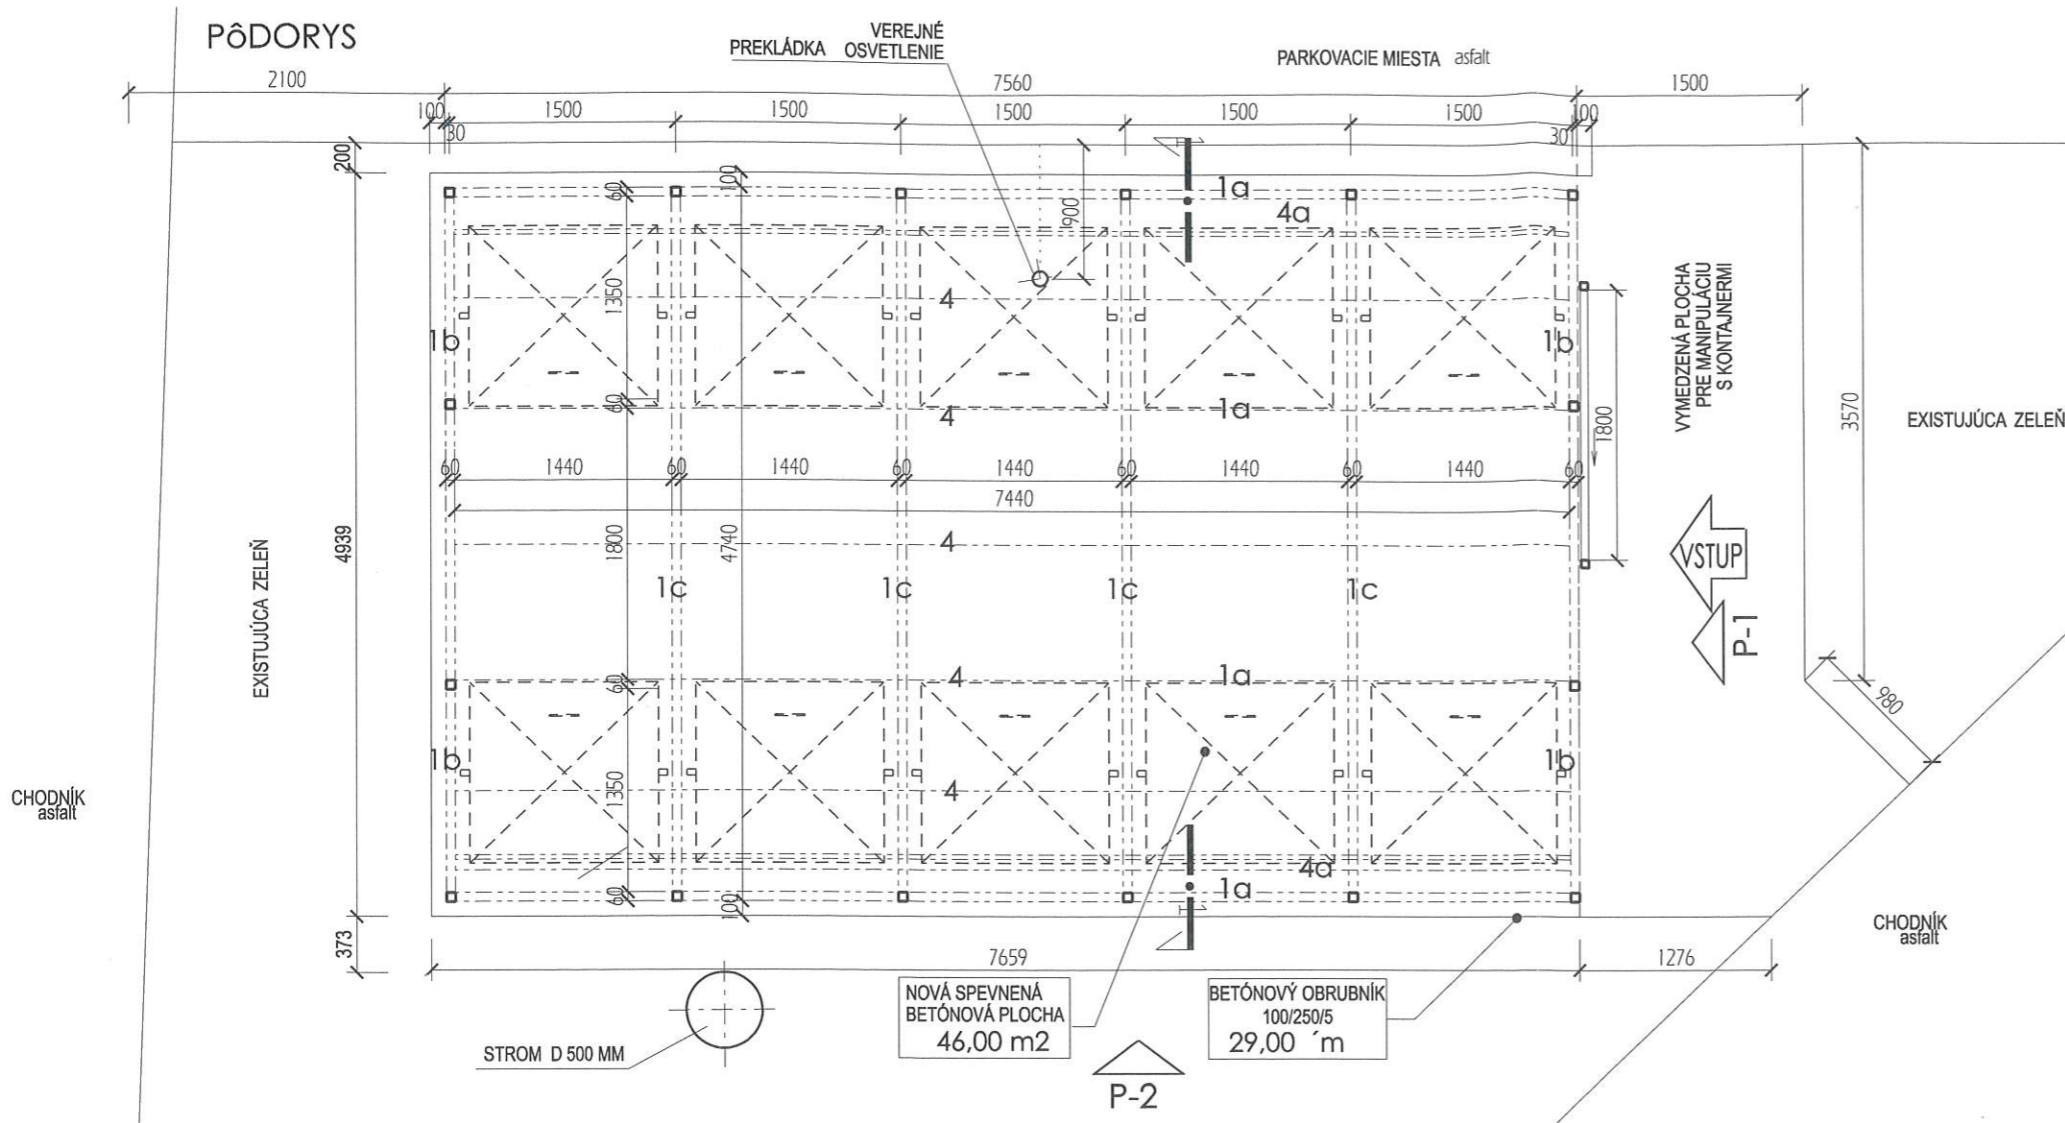 PôDORYS
VEREJNÉ
PREKLÁDKA OSVETLENIE
PARKOVACIE MIESTA asfalt
2100
7560
1500
100
1500
1500
1500
1500
1500
100
30
30
200
60
100
1a
4a
900
1350
4
1b
1b
VYMEDZENÁ PLOCHA
PRE MANIPULÁCIU
S KONTAJNERMI
3570
EXISTUJÚCA ZELEŇ
60
4
1a
1800
60
1440
60
1440
60
1440
60
1440
60
1440
60
7440
4939
EXISTUJÚCA ZELEŇ
1800
4740
4
VSTUP
1c
1c
1c
1c
P-1
60
4
1a
980
1b
1350
4
1b
CHODNÍK
asfalt
4a
60
100
1a
373
CHODNÍK
asfalt
7659
1276
NOVÁ SPEVNENÁ
BETÓNOVÁ PLOCHA
46,00 m2
BETÓNOVÝ OBRUBNÍK
100/250/5
29,00 ´m
STROM D 500 MM
P-2